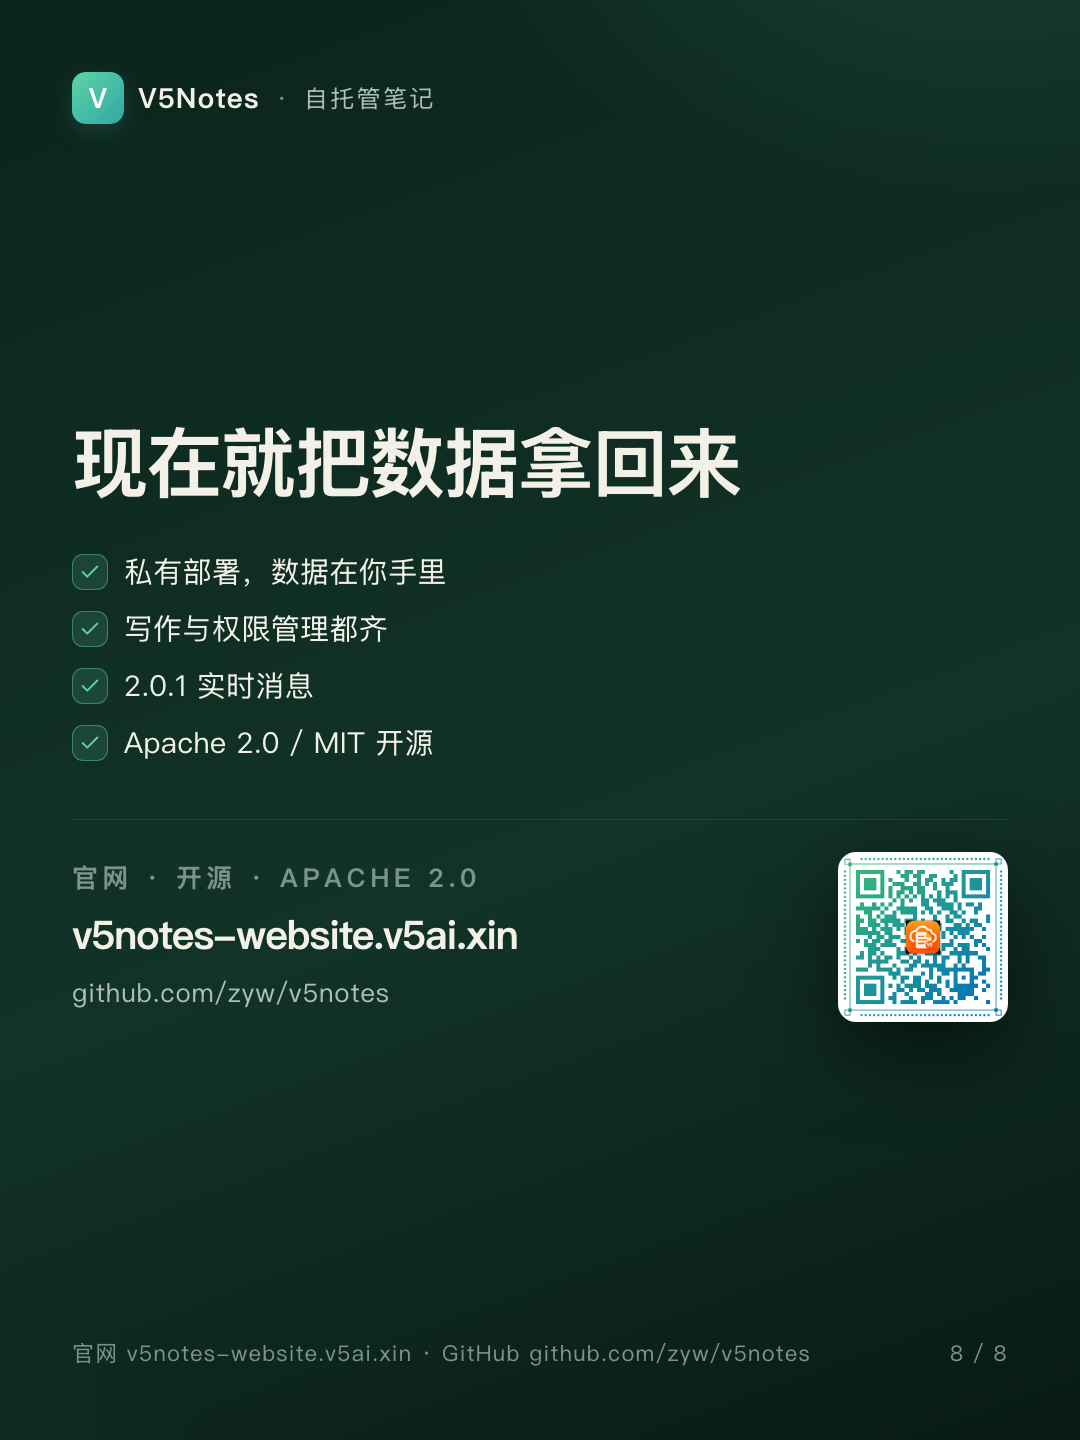 V V5Notes · 自托管笔记
现在就把数据拿回来
私有部署，数据在你手里
写作与权限管理都齐
2.0.1 实时消息
Apache 2.0 / MIT 开源
官网 · 开源 · APACHE 2.0
v5notes-website.v5ai.xin
github.com/zyw/v5notes
官网 v5notes-website.v5ai.xin · GitHub github.com/zyw/v5notes 8 / 8